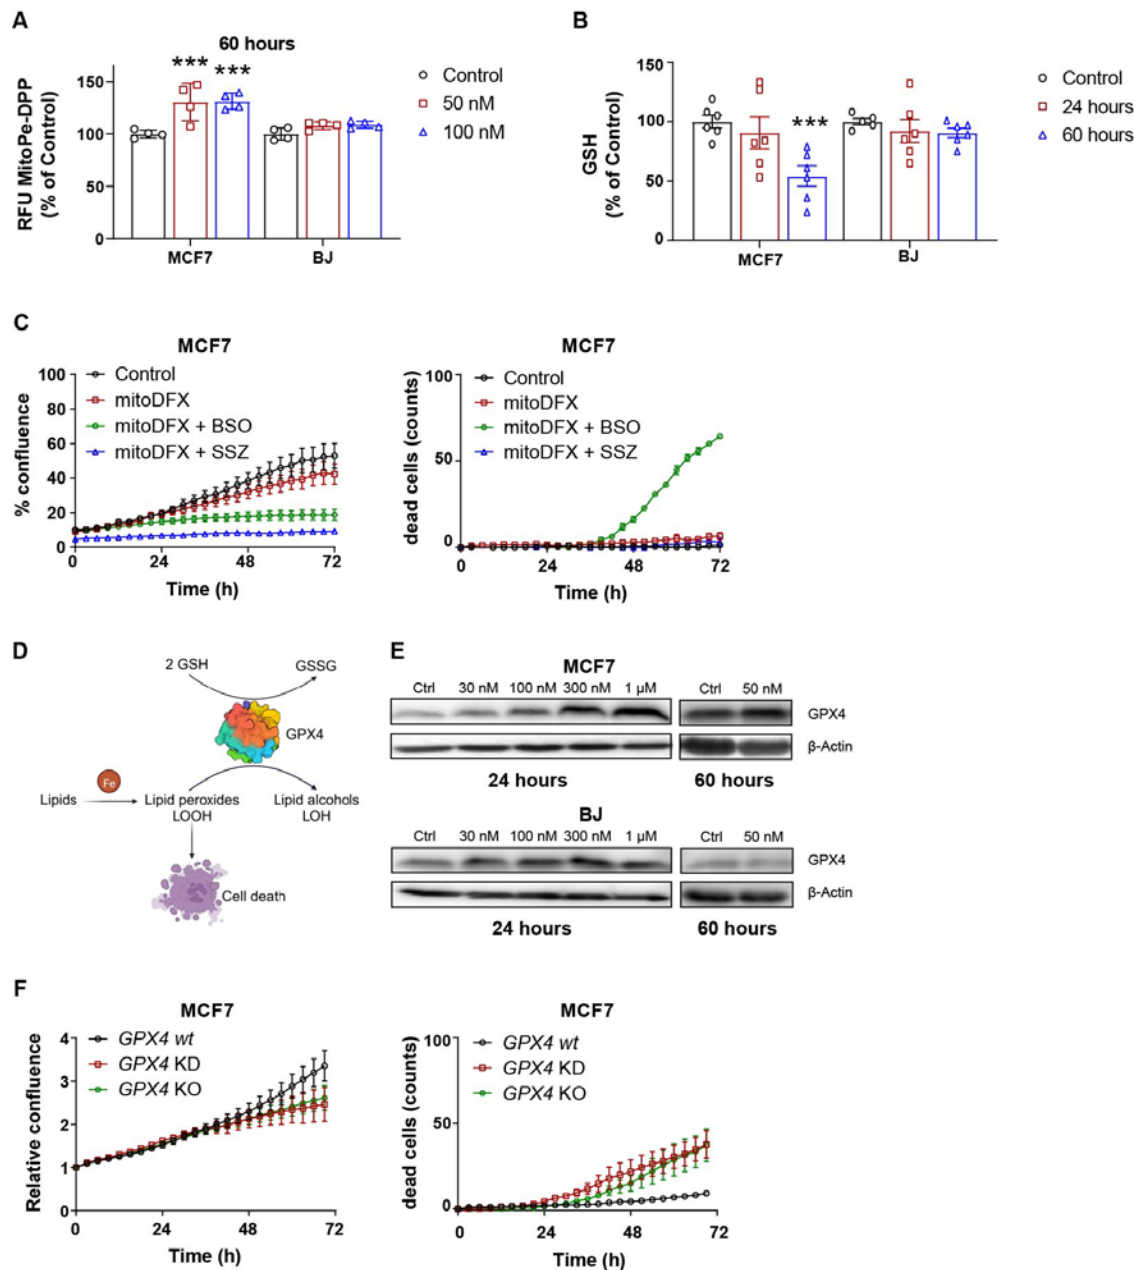 A
60 hours
RFU MitoPe-DPP
(% of Control)
150
100
50
0
***
***
MCF7
BJ
Control
50 nM
100 nM
B
GSH
(% of Control)
150
100
50
0
***
MCF7
BJ
Control
24 hours
60 hours
C
MCF7
% confluence
100
80
60
40
20
0
Control
mitoDFX
mitoDFX + BSO
mitoDFX + SSZ
0
24
48
72
Time (h)
MCF7
dead cells (counts)
100
50
0
Control
mitoDFX
mitoDFX + BSO
mitoDFX + SSZ
0
24
48
72
Time (h)
D
2 GSH
GSSG
GPX4
Fe
Lipids
Lipid peroxides
LOOH
Lipid alcohols
LOH
Cell death
E
MCF7
Ctrl 30 nM 100 nM 300 nM 1 μM
Ctrl 50 nM
GPX4
β-Actin
24 hours
60 hours
BJ
Ctrl 30 nM 100 nM 300 nM 1 μM
Ctrl 50 nM
GPX4
β-Actin
24 hours
60 hours
F
MCF7
Relative confluence
4
3
2
1
0
GPX4 wt
GPX4 KD
GPX4 KO
0
24
48
72
Time (h)
MCF7
dead cells (counts)
100
50
0
GPX4 wt
GPX4 KD
GPX4 KO
0
24
48
72
Time (h)